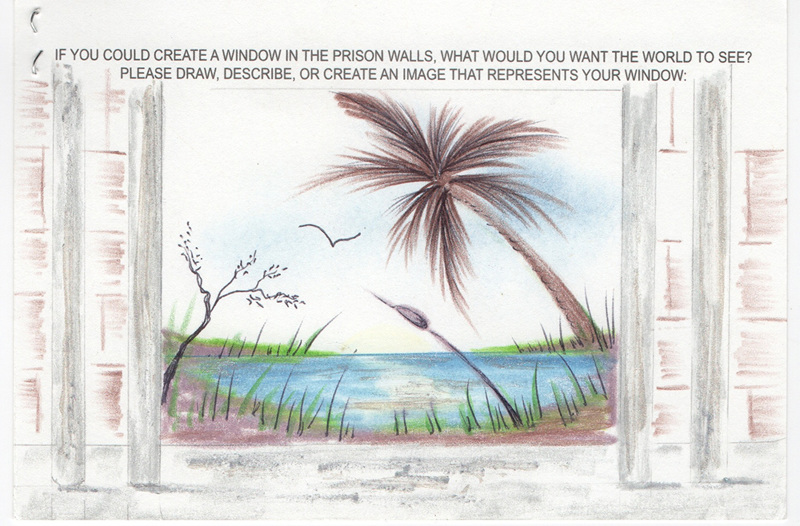 IF YOU COULD CREATE A WINDOW IN THE PRISON WALLS, WHAT WOULD YOU WANT THE WORLD TO SEE?
PLEASE DRAW, DESCRIBE, OR CREATE AN IMAGE THAT REPRESENTS YOUR WINDOW: